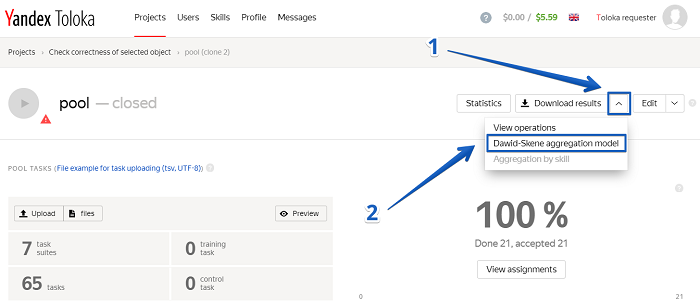 Yandex Toloka Projects Users Skills Profile Messages ? $0.00 / $5.59 Toloka requester
Projects › Check correctness of selected object › pool (clone 2)
1
pool — closed Statistics Download results Edit ?
View operations
Dawid-Skene aggregation model
Aggregation by skill
POOL TASKS (File example for task uploading (tsv, UTF-8)) ?
2
?
Upload files Preview
100 %
7 task suites 0 training task
Done 21, accepted 21
65 tasks 0 control task
View assignments
0 21